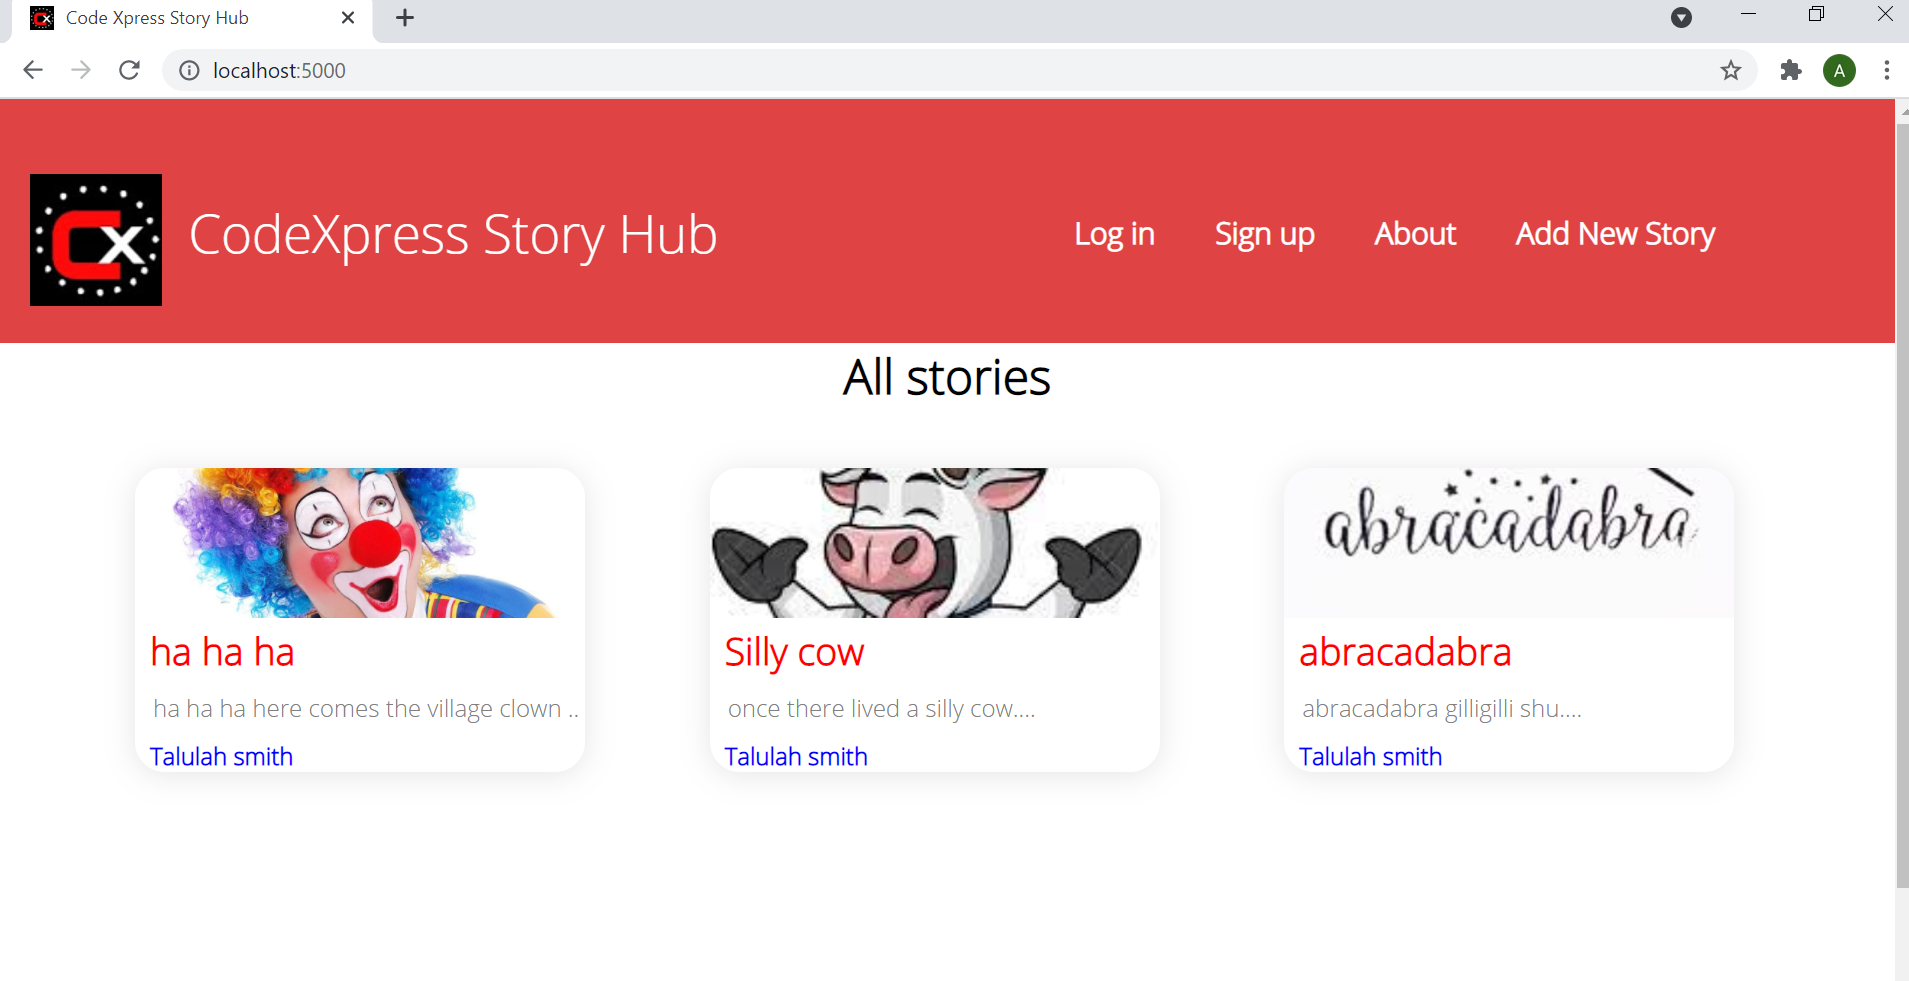 Code Xpress Story Hub
localhost:5000
A
Cx
CodeXpress Story Hub
Log in Sign up About Add New Story
All stories
abracadabra
ha ha ha
ha ha ha here comes the village clown ..
Talulah smith
Silly cow
once there lived a silly cow....
Talulah smith
abracadabra
abracadabra gilligilli shu....
Talulah smith